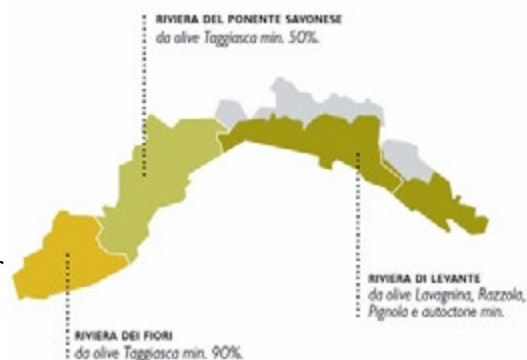 RIVIERA DEL PONENTE SAVONESE
da olive Taggiasca min. 50%.
RIVIERA DI LEVANTE
da olive Lavagnina, Razzola,
Pignola e autoctone min.
RIVIERA DEI FIORI
da olive Taggiasca min. 90%.